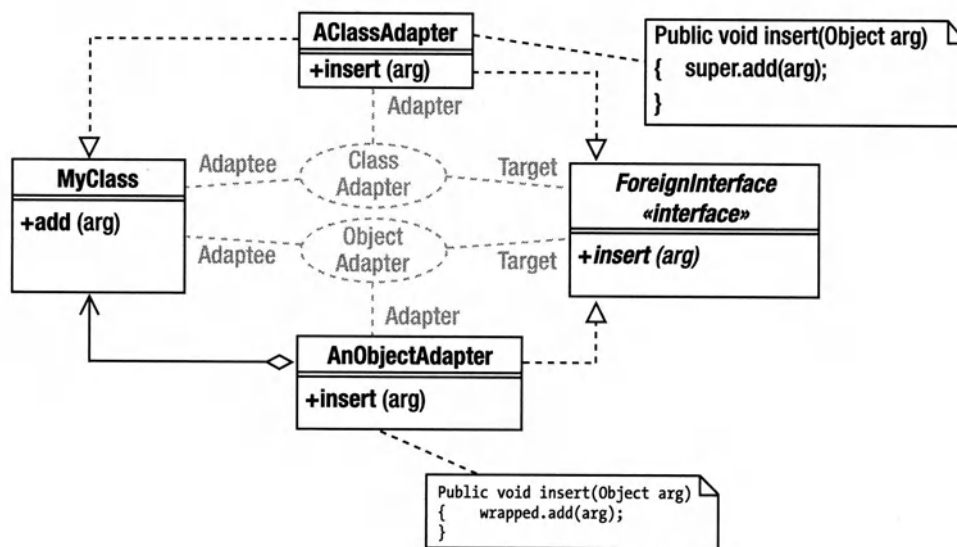 AClassAdapter
+insert (arg)
Public void insert(Object arg)
{ super.add(arg);
}
Adapter
MyClass
+add (arg)
Adaptee
Class
Adapter
Target
ForeignInterface
«interface»
+insert (arg)
Adaptee
Object
Adapter
Target
Adapter
AnObjectAdapter
+insert (arg)
Public void insert(Object arg)
{ wrapped.add(arg);
}